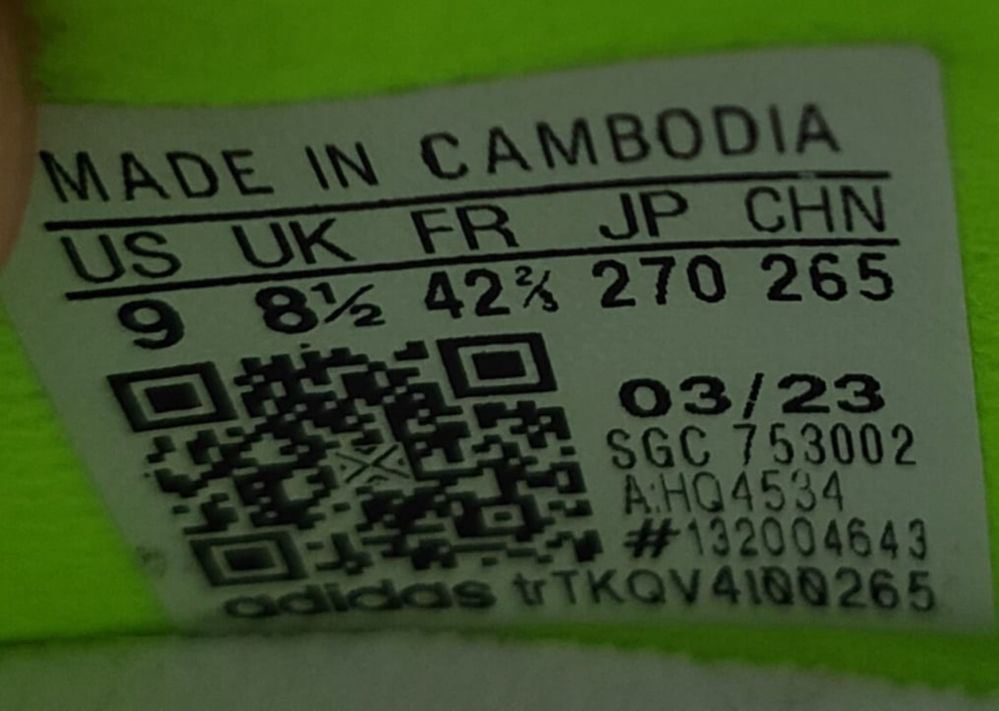 MADE IN CAMBODIA
US UK FR JP CHN
9 8½ 42⅔ 270 265
03/23
SGC 753002
A:HQ4534
#132004643
adidas trTKQV4I00265